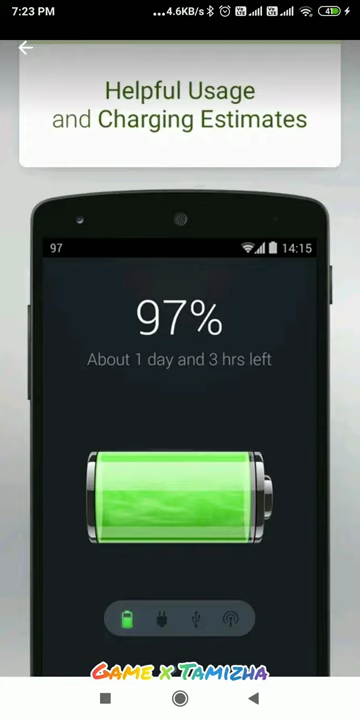 7:23 PM
...4.6KB/s
41
Helpful Usage
and Charging Estimates
97
14:15
97%
About 1 day and 3 hrs left
GAME X TAMIZHA